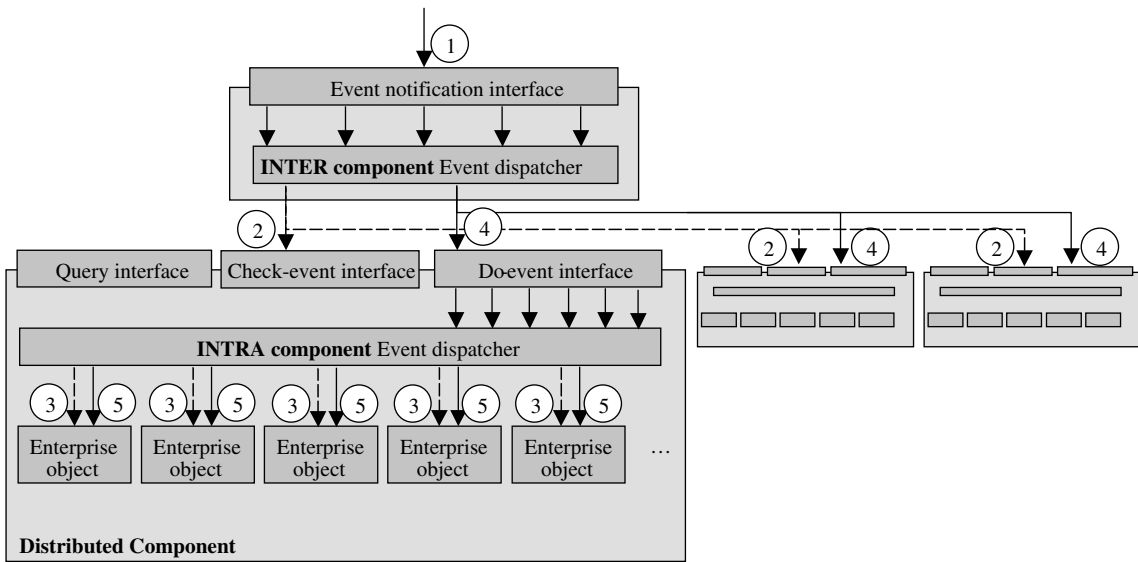 1
Event notification interface
INTER component Event dispatcher
2
4
2
4
2
4
Query interface
Check-event interface
Do-event interface
INTRA component Event dispatcher
3
5
3
5
3
5
3
5
3
5
Enterprise
object
Enterprise
object
Enterprise
object
Enterprise
object
Enterprise
object
…
Distributed Component